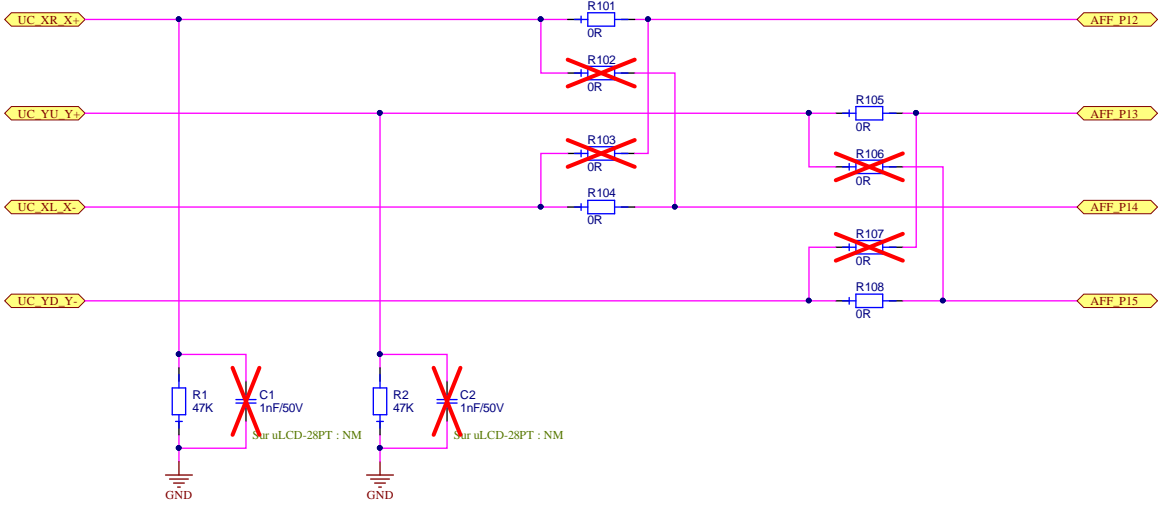 UC_XR_X+
R101
0R
AFF_P12
R102
0R
UC_YU_Y+
R105
0R
AFF_P13
R103
0R
R106
0R
UC_XL_X-
R104
0R
AFF_P14
R107
0R
UC_YD_Y-
R108
0R
AFF_P15
R1
47K
C1
1nF/50V
Sur uLCD-28PT : NM
GND
R2
47K
C2
1nF/50V
Sur uLCD-28PT : NM
GND